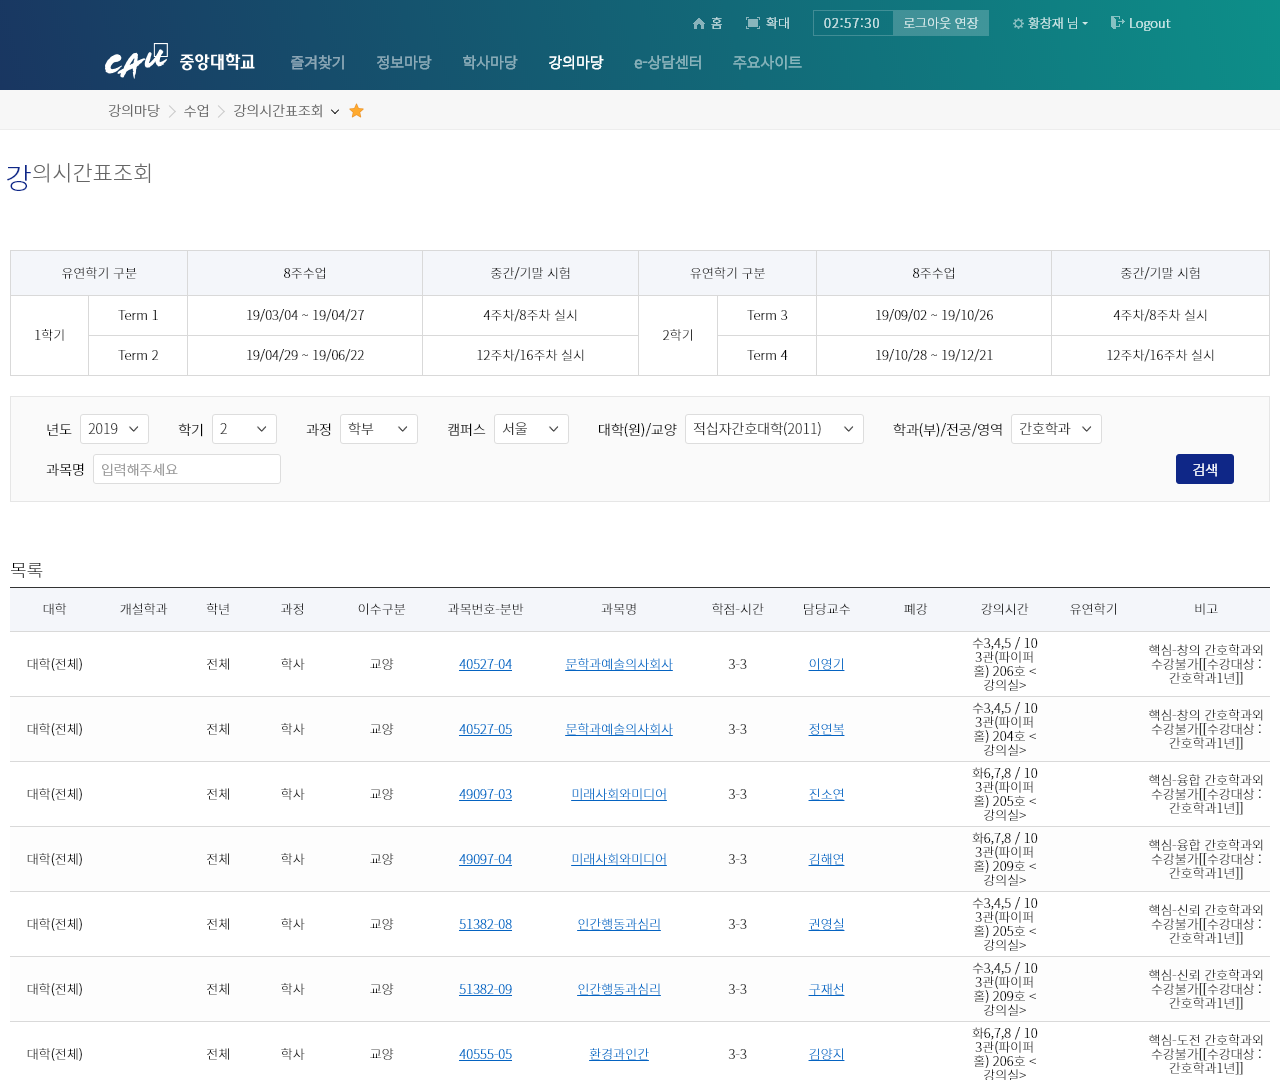 홈 확대 02:57:30 로그아웃 연장 황창재 님 Logout
CAU 중앙대학교 즐겨찾기 정보마당 학사마당 강의마당 e-상담센터 주요사이트
강의마당 수업 강의시간표조회
강의시간표조회
유연학기 구분 8주수업 중간/기말 시험 유연학기 구분 8주수업 중간/기말 시험
1학기 Term 1 19/03/04 ~ 19/04/27 4주차/8주차 실시 2학기 Term 3 19/09/02 ~ 19/10/26 4주차/8주차 실시
Term 2 19/04/29 ~ 19/06/22 12주차/16주차 실시 Term 4 19/10/28 ~ 19/12/21 12주차/16주차 실시
년도 2019 학기 2 과정 학부 캠퍼스 서울 대학(원)/교양 적십자간호대학(2011) 학과(부)/전공/영역 간호학과
과목명 입력해주세요 검색
목록
대학 개설학과 학년 과정 이수구분 과목번호-분반 과목명 학점-시간 담당교수 폐강 강의시간 유연학기 비고
대학(전체) 전체 학사 교양 40527-04 문학과예술의사회사 3-3 이영기
수3,4,5 / 10
3관(파이퍼
홀) 206호 <
강의실>
핵심-창의 간호학과외
수강불가[[수강대상 :
간호학과1년]]
대학(전체) 전체 학사 교양 40527-05 문학과예술의사회사 3-3 정연복
수3,4,5 / 10
3관(파이퍼
홀) 204호 <
강의실>
핵심-창의 간호학과외
수강불가[[수강대상 :
간호학과1년]]
대학(전체) 전체 학사 교양 49097-03 미래사회와미디어 3-3 진소연
화6,7,8 / 10
3관(파이퍼
홀) 205호 <
강의실>
핵심-융합 간호학과외
수강불가[[수강대상 :
간호학과1년]]
대학(전체) 전체 학사 교양 49097-04 미래사회와미디어 3-3 김해연
화6,7,8 / 10
3관(파이퍼
홀) 209호 <
강의실>
핵심-융합 간호학과외
수강불가[[수강대상 :
간호학과1년]]
대학(전체) 전체 학사 교양 51382-08 인간행동과심리 3-3 권영실
수3,4,5 / 10
3관(파이퍼
홀) 205호 <
강의실>
핵심-신뢰 간호학과외
수강불가[[수강대상 :
간호학과1년]]
대학(전체) 전체 학사 교양 51382-09 인간행동과심리 3-3 구재선
수3,4,5 / 10
3관(파이퍼
홀) 209호 <
강의실>
핵심-신뢰 간호학과외
수강불가[[수강대상 :
간호학과1년]]
대학(전체) 전체 학사 교양 40555-05 환경과인간 3-3 김양지
화6,7,8 / 10
3관(파이퍼
홀) 206호 <
강의실>
핵심-도전 간호학과외
수강불가[[수강대상 :
간호학과1년]]